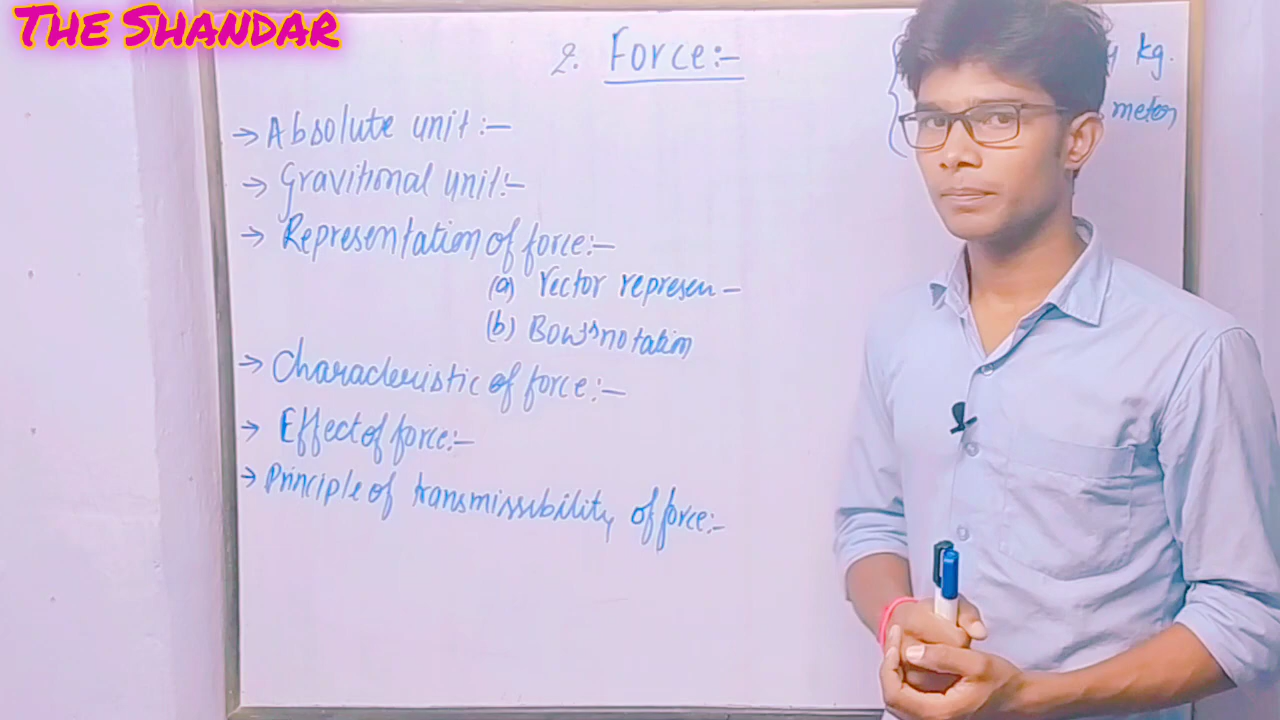 THE SHANDAR
2. Force:-
kg.
meter
→ Absolute unit :-
→ Gravitional unit:-
→ Representation of force:-
(a) Vector represen -
(b) Bow's notation
→ Characteristic of force:-
→ Effect of force:-
→ Principle of transmissibility of force:-